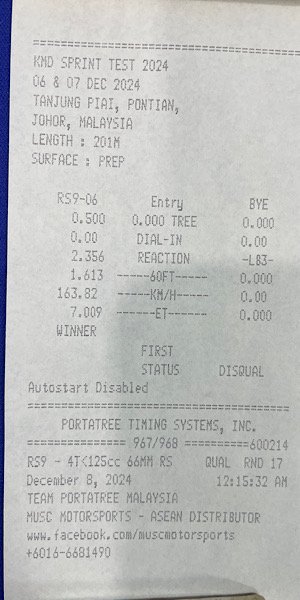 ==============================
KMD SPRINT TEST 2024
06 & 07 DEC 2024
TANJUNG PIAI, PONTIAN,
JOHOR, MALAYSIA
LENGTH : 201M
SURFACE : PREP
RS9-06 Entry BYE
0.500 0.000 TREE 0.000
0.00 DIAL-IN 0.00
2.356 REACTION -L83-
1.613 ------60FT------ 0.000
163.82 ------KM/H------ 0.00
7.009 -------ET------- 0.000
WINNER
FIRST
STATUS DISQUAL
Autostart Disabled
==============================
PORTATREE TIMING SYSTEMS, INC.
============== 967/968 ==========600214
RS9 - 4T<125cc 66MM RS QUAL RND 17
December 8, 2024 12:15:32 AM
TEAM PORTATREE MALAYSIA
MUSC MOTORSPORTS - ASEAN DISTRIBUTOR
www.facebook.com/muscmotorsports
+6016-6681490